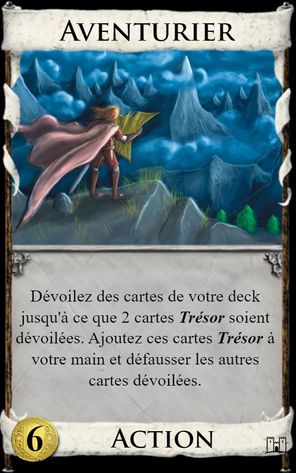 AVENTURIER
Dévoilez des cartes de votre deck
jusqu'à ce que 2 cartes Trésor soient
dévoilées. Ajoutez ces cartes Trésor à
votre main et défausser les autres
cartes dévoilées.
6
ACTION